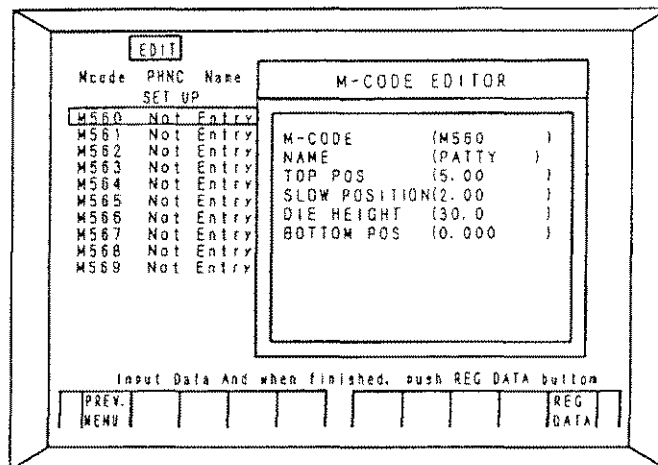 EDIT
Mcode PHNC Name
SET UP
M560 Not Entry
M561 Not Entry
M562 Not Entry
M563 Not Entry
M564 Not Entry
M565 Not Entry
M566 Not Entry
M567 Not Entry
M568 Not Entry
M569 Not Entry
M-CODE EDITOR
M-CODE (M560 )
NAME (PATTY )
TOP POS (5.00 )
SLOW POSITION(2.00 )
DIE HEIGHT (30.0 )
BOTTOM POS (0.000 )
Input Data And when finished, push REG DATA buttom
PREV.
MENU
REG
DATA